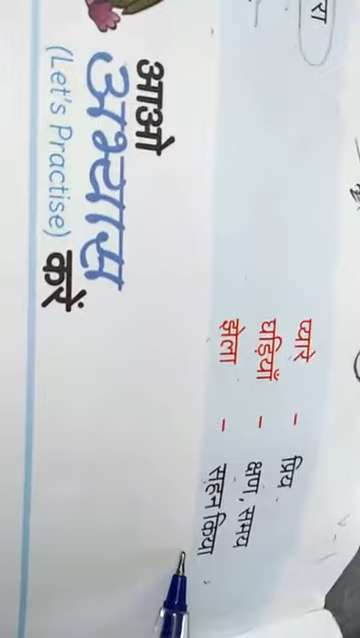 रा
प्यारे - प्रिय
घड़ियाँ - क्षण, समय
झेला - सहन किया
आओ
अभ्यास करें
(Let's Practise)